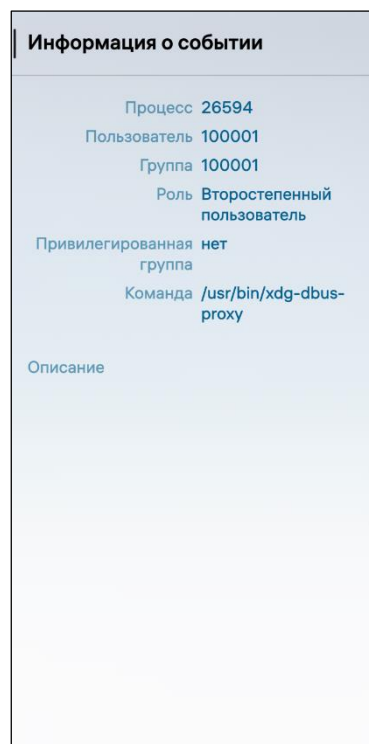 Информация о событии
Процесс 26594
Пользователь 100001
Группа 100001
Роль Второстепенный
пользователь
Привилегированная нет
группа
Команда /usr/bin/xdg-dbus-
proxy
Описание